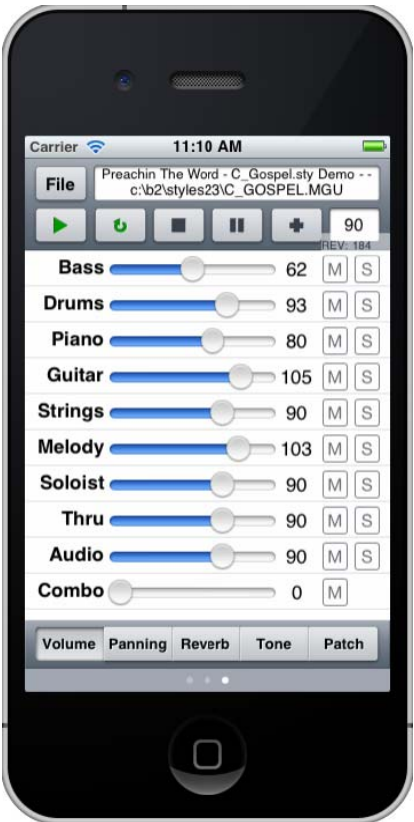 Carrier 11:10 AM
File
Preachin The Word - C_Gospel.sty Demo - -
c:\b2\styles23\C_GOSPEL.MGU
90
REV: 184
Bass 62 M S
Drums 93 M S
Piano 80 M S
Guitar 105 M S
Strings 90 M S
Melody 103 M S
Soloist 90 M S
Thru 90 M S
Audio 90 M S
Combo 0 M
Volume Panning Reverb Tone Patch